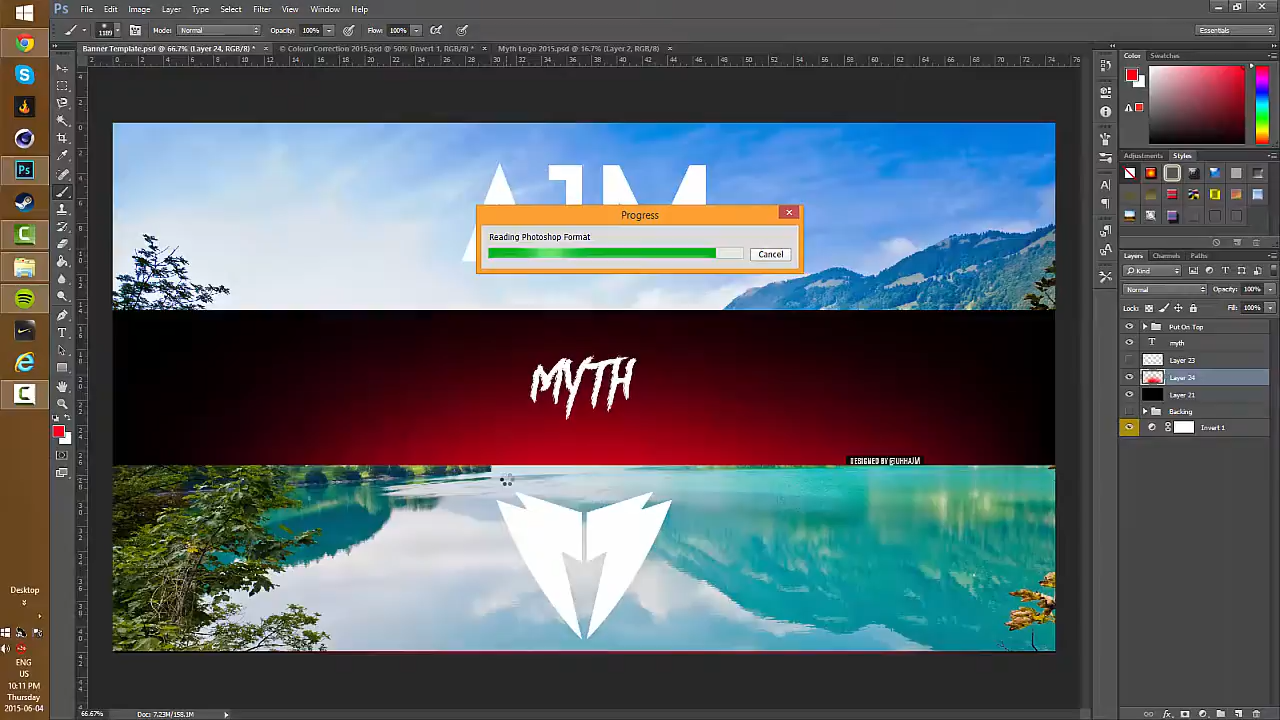 Ps File Edit Image Layer Type Select Filter View Window Help
1189 Mode: Normal Opacity: 100% Flow: 100% Essentials
Banner Template.psd @ 66.7% (Layer 24, RGB/8) * × © Colour Correction 2015.psd @ 50% (Invert 1, RGB/8) * × Myth Logo 2015.psd @ 16.7% (Layer 2, RGB/8) ×
Color Swatches
AJM
Progress
Reading Photoshop Format
Cancel
Adjustments Styles
Layers Channels Paths
Kind
Normal Opacity: 100%
Lock: Fill: 100%
Put On Top
T myth
Layer 23
Layer 24
Layer 21
Backing
Invert 1
MYTH
DESIGNED BY @UHHAJM
Desktop
ENG
US
10:11 PM
Thursday
2015-06-04
66.67% Doc: 7.23M/158.1M